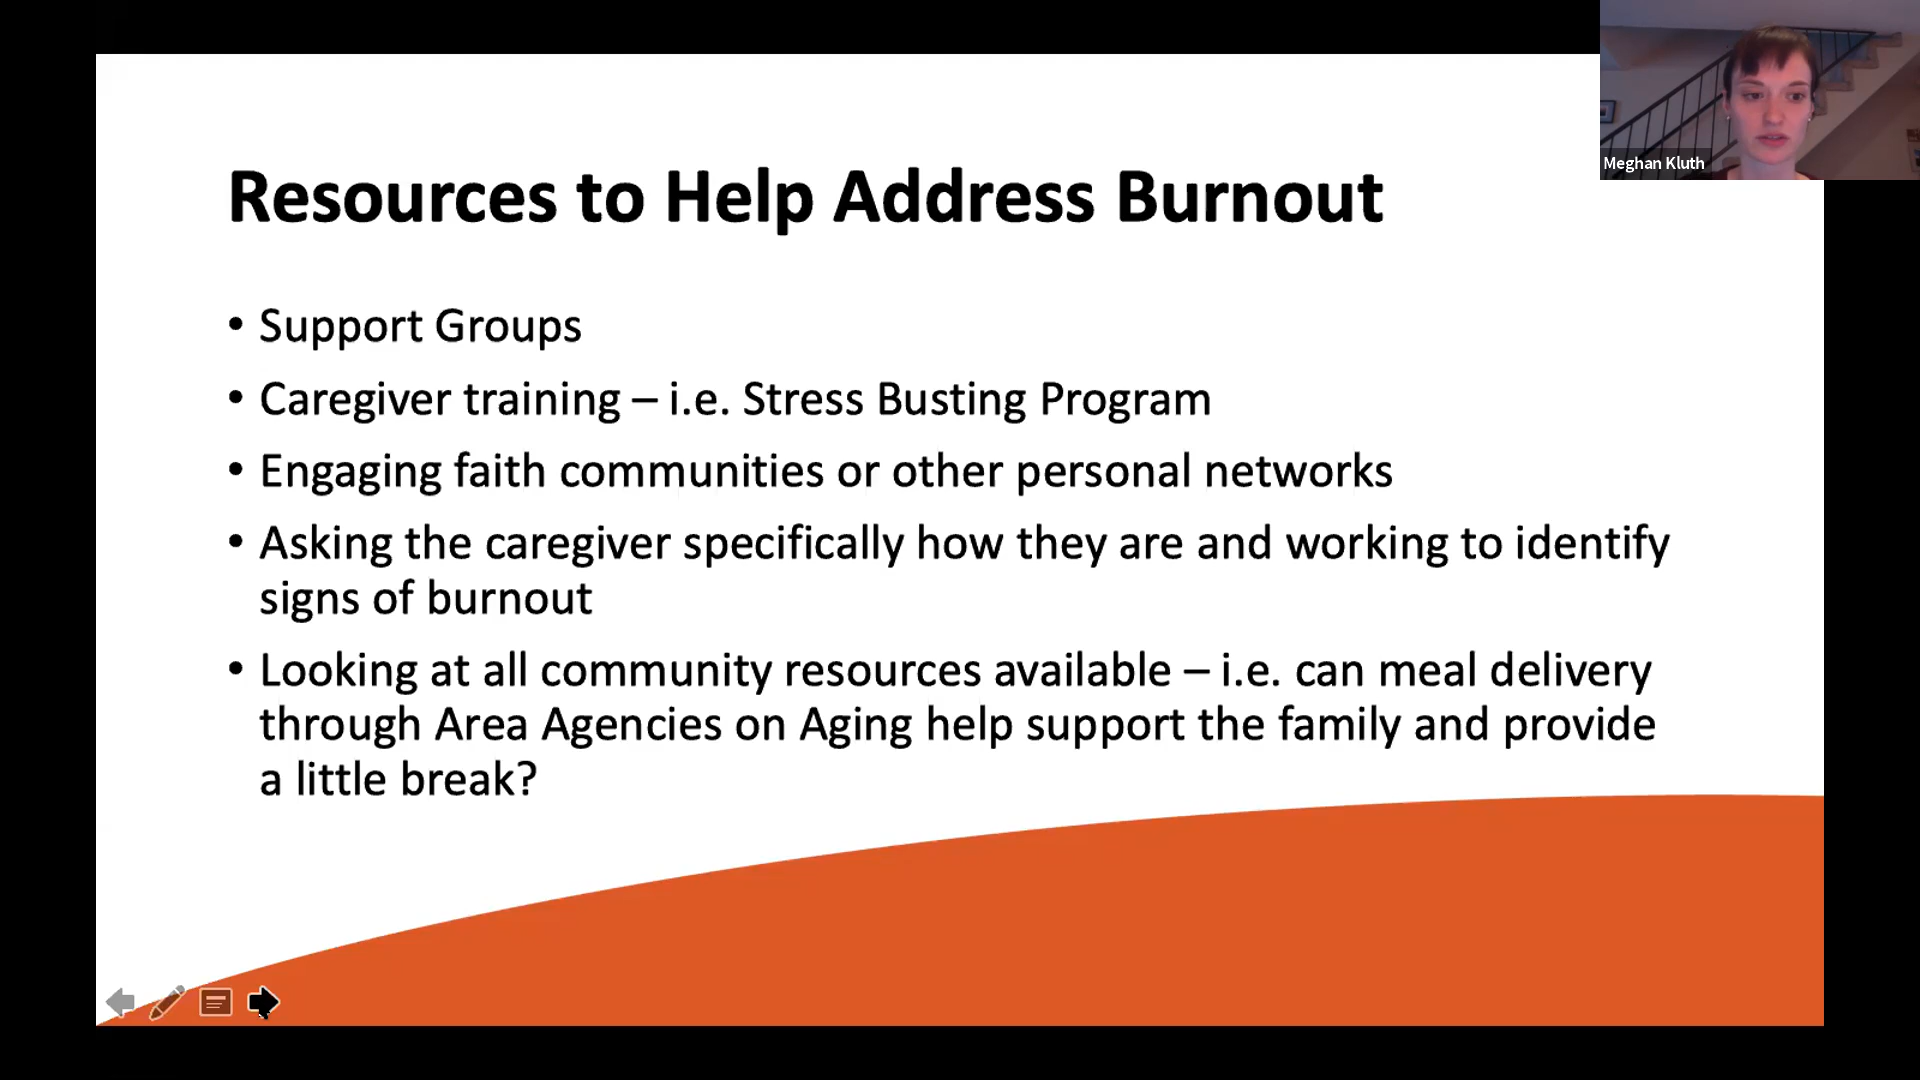 Meghan Kluth
Resources to Help Address Burnout
• Support Groups
• Caregiver training – i.e. Stress Busting Program
• Engaging faith communities or other personal networks
• Asking the caregiver specifically how they are and working to identify
signs of burnout
• Looking at all community resources available – i.e. can meal delivery
through Area Agencies on Aging help support the family and provide
a little break?